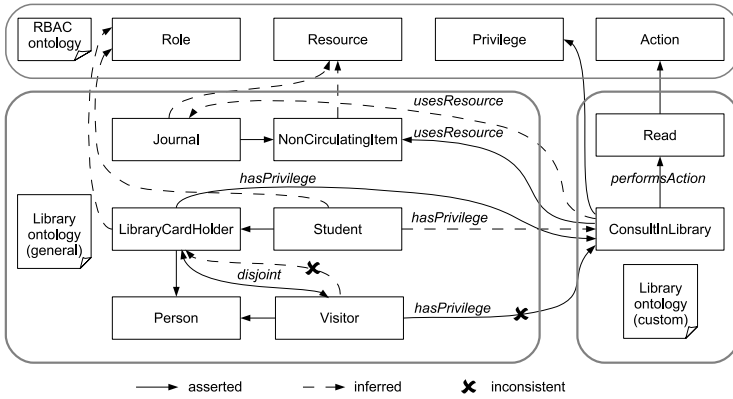 RBAC
ontology
Role
Resource
Privilege
Action
usesResource
Journal
NonCirculatingItem
usesResource
Read
hasPrivilege
performsAction
Library
ontology
(general)
LibraryCardHolder
Student
hasPrivilege
ConsultInLibrary
disjoint
Person
Visitor
hasPrivilege
Library
ontology
(custom)
asserted
inferred
inconsistent